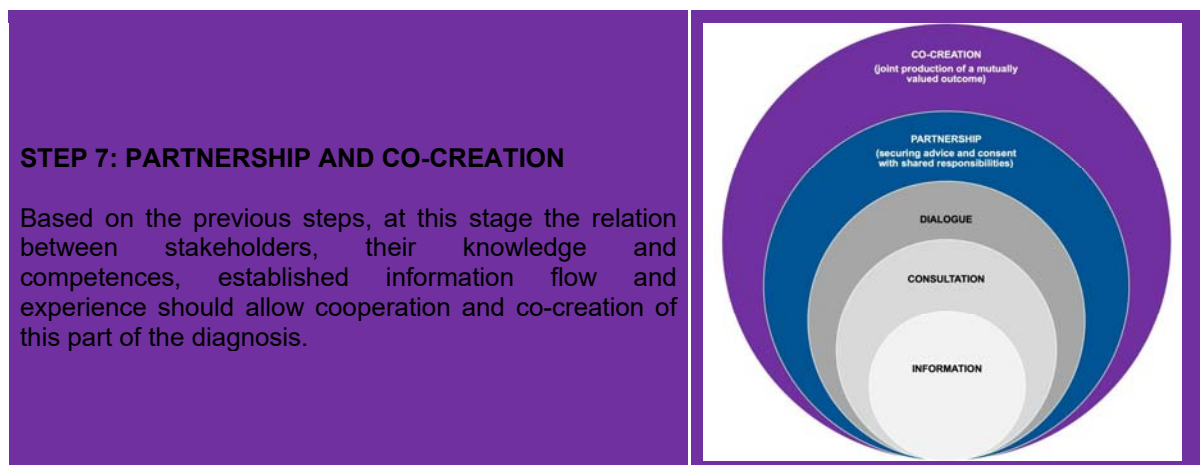 STEP 7: PARTNERSHIP AND CO-CREATION
Based on the previous steps, at this stage the relation
between stakeholders, their knowledge and
competences, established information flow and
experience should allow cooperation and co-creation of
this part of the diagnosis.
CO-CREATION
(joint production of a mutually
valued outcome)
PARTNERSHIP
(securing advice and consent
with shared responsibilities)
DIALOGUE
CONSULTATION
INFORMATION